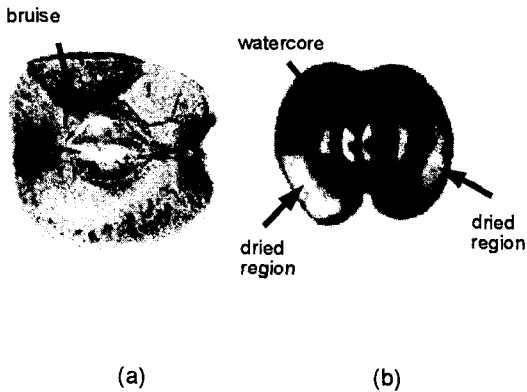 bruise
watercore
dried
region
dried
region
(a)
(b)